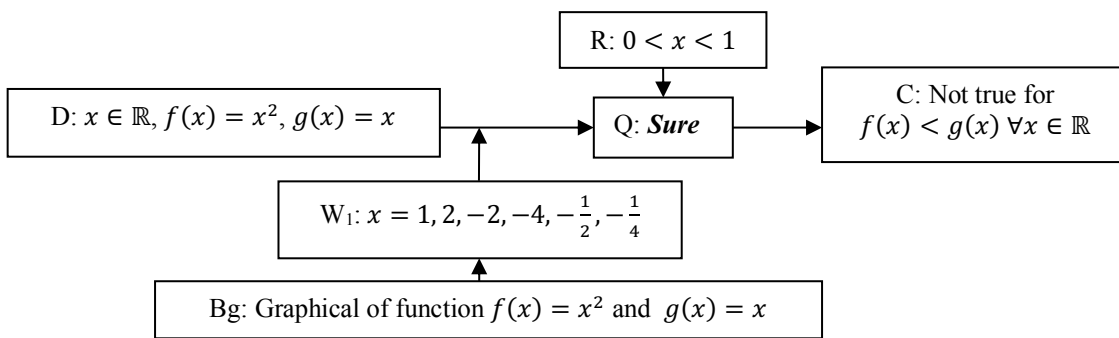 R: 0 < x < 1
D: x ∈ ℝ, f(x) = x², g(x) = x
Q: Sure
C: Not true for
f(x) < g(x) ∀x ∈ ℝ
W₁: x = 1, 2, −2, −4, −1/2, −1/4
Bg: Graphical of function f(x) = x² and g(x) = x